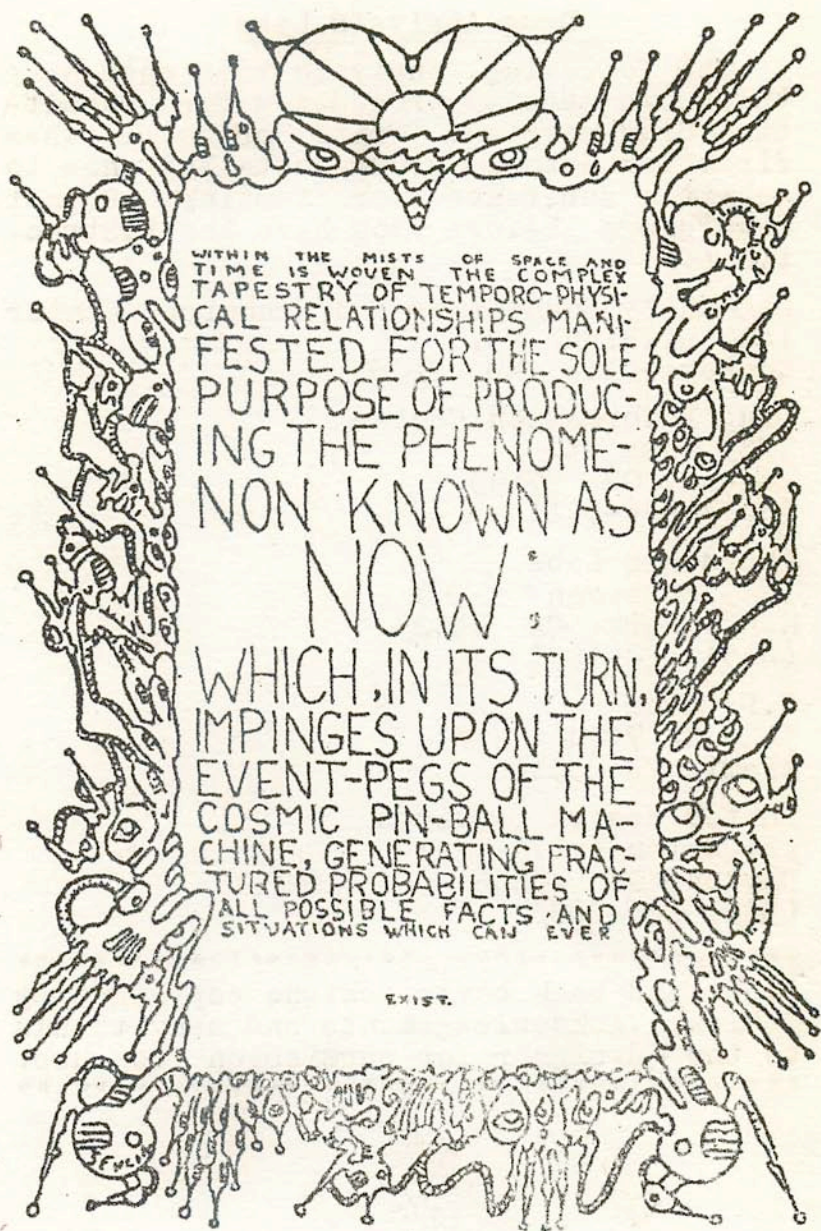 WITHIN THE MISTS OF SPACE AND
TIME IS WOVEN THE COMPLEX
TAPESTRY OF TEMPORO-PHYSI-
CAL RELATIONSHIPS MANI-
FESTED FOR THE SOLE
PURPOSE OF PRODUC-
ING THE PHENOME-
NON KNOWN AS
NOW:
WHICH, IN ITS TURN,
IMPINGES UPON THE
EVENT-PEGS OF THE
COSMIC PIN-BALL MA-
CHINE, GENERATING FRAC-
TURED PROBABILITIES OF
ALL POSSIBLE FACTS AND
SITUATIONS WHICH CAN EVER
EXIST.